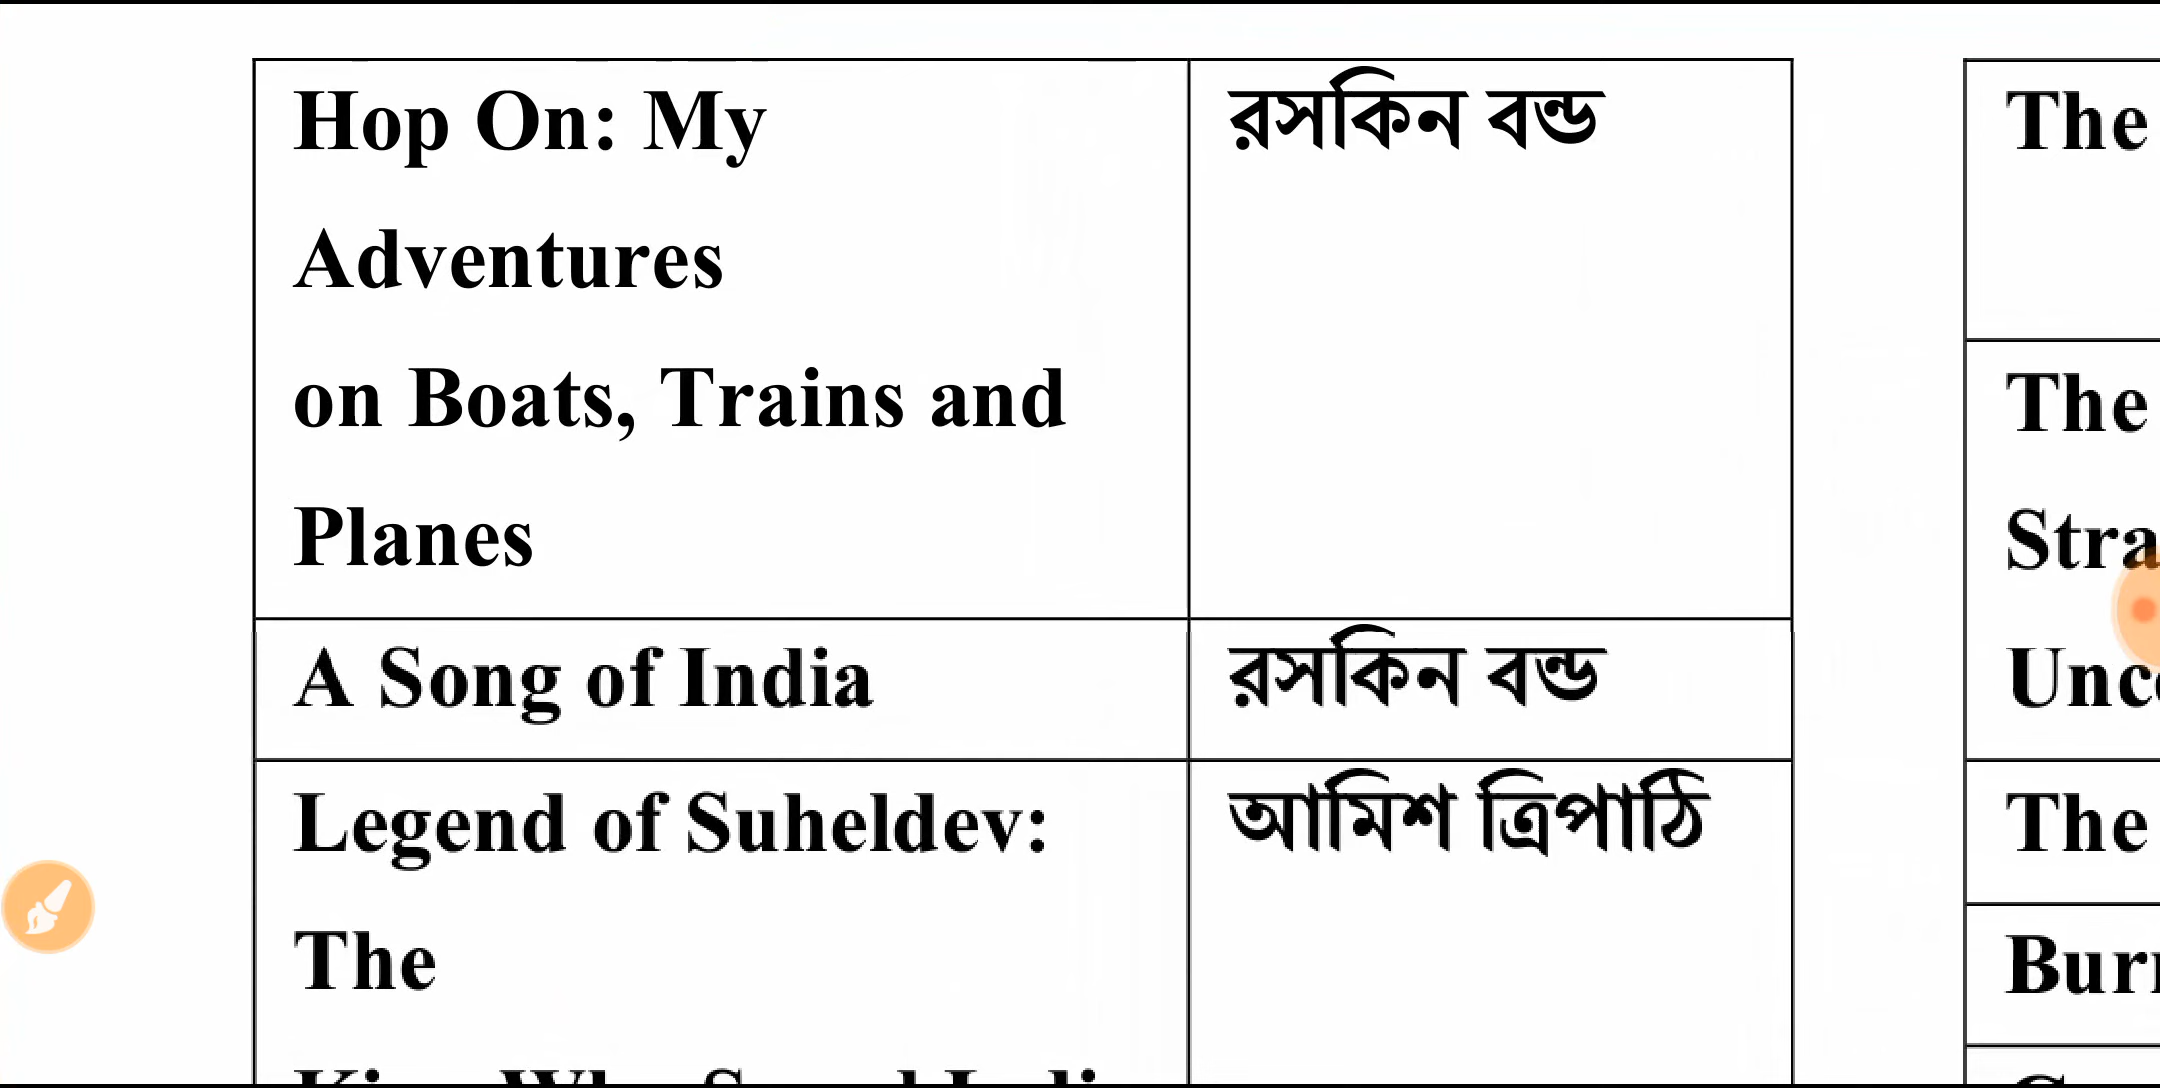 Hop On: My
Adventures
on Boats, Trains and
Planes
রসকিন বন্ড
A Song of India
রসকিন বন্ড
Legend of Suheldev:
The
আমিশ ত্রিপাঠি
The
The
The